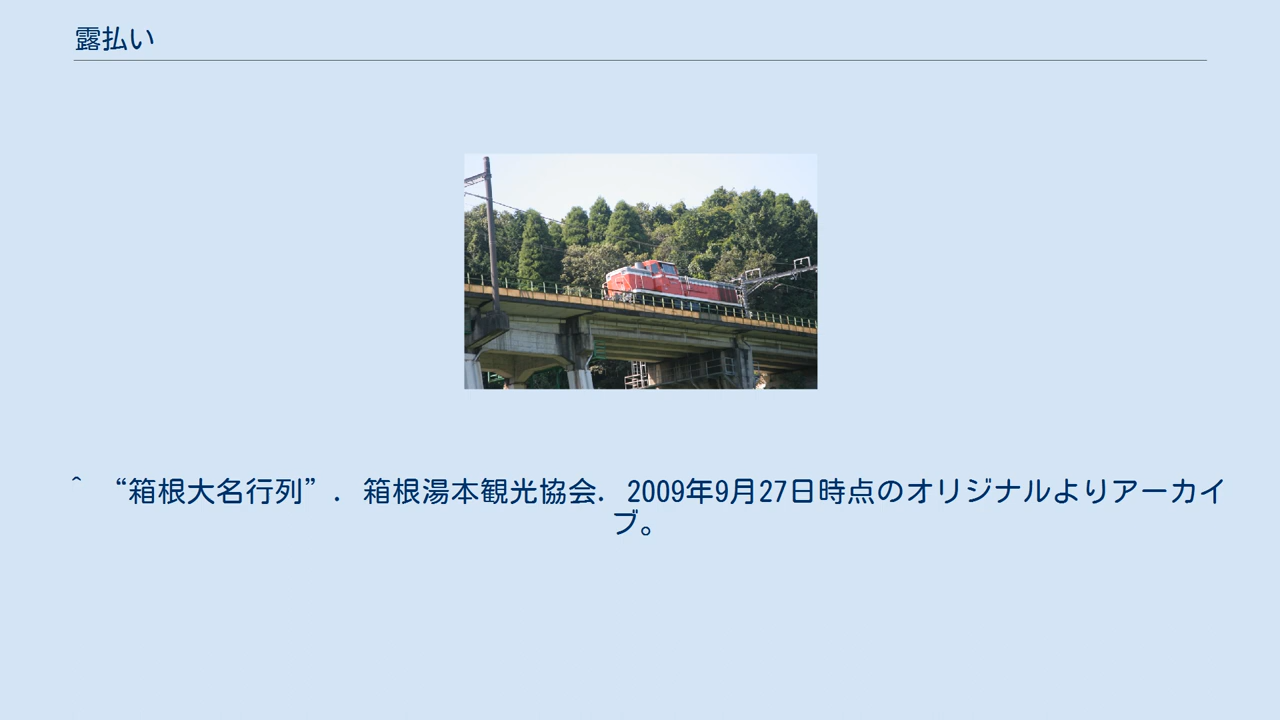 露払い
^ “箱根大名行列”. 箱根湯本観光協会. 2009年9月27日時点のオリジナルよりアーカイ
ブ。